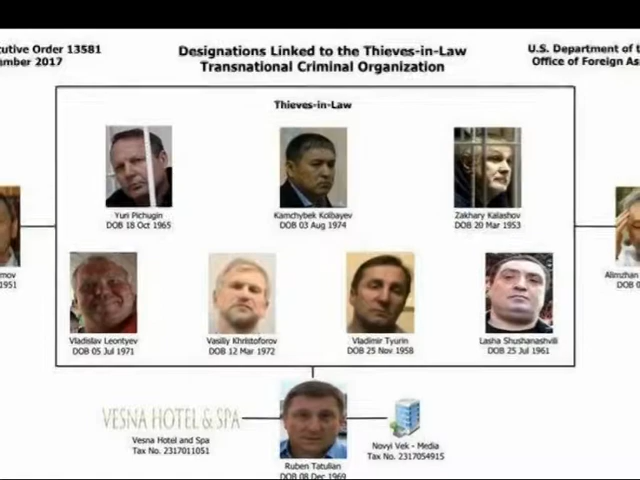 utive Order 13581
Designations Linked to the Thieves-in-Law
U.S. Department of t
mber 2017
Transnational Criminal Organization
Office of Foreign As
Thieves-in-Law
Yuri Pichugin
DOB 18 Oct 1965
Kamchybek Kolbayev
DOB 03 Aug 1974
Zakhary Kalashov
DOB 20 Mar 1953
mov
1951
Alimzhan
DOB 0
Vladislav Leontyev
DOB 05 Jul 1971
Vasiliy Khristoforov
DOB 12 Mar 1972
Vladimir Tyurin
DOB 25 Nov 1958
Lasha Shushanashvili
DOB 25 Jul 1961
VESNA HOTEL & SPA
Vesna Hotel and Spa
Tax No. 2317011051
Novyi Vek - Media
Tax No. 2317054915
Ruben Tatulian
DOB 08 Dec 1969